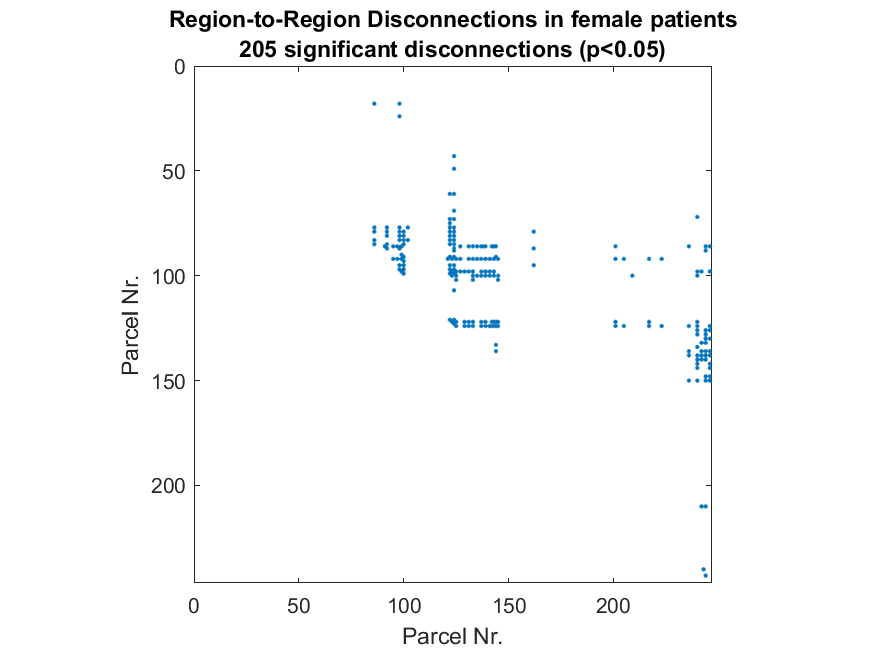 Region-to-Region Disconnections in female patients
205 significant disconnections (p<0.05)
0
50
100
150
200
Parcel Nr.
0 50 100 150 200
Parcel Nr.